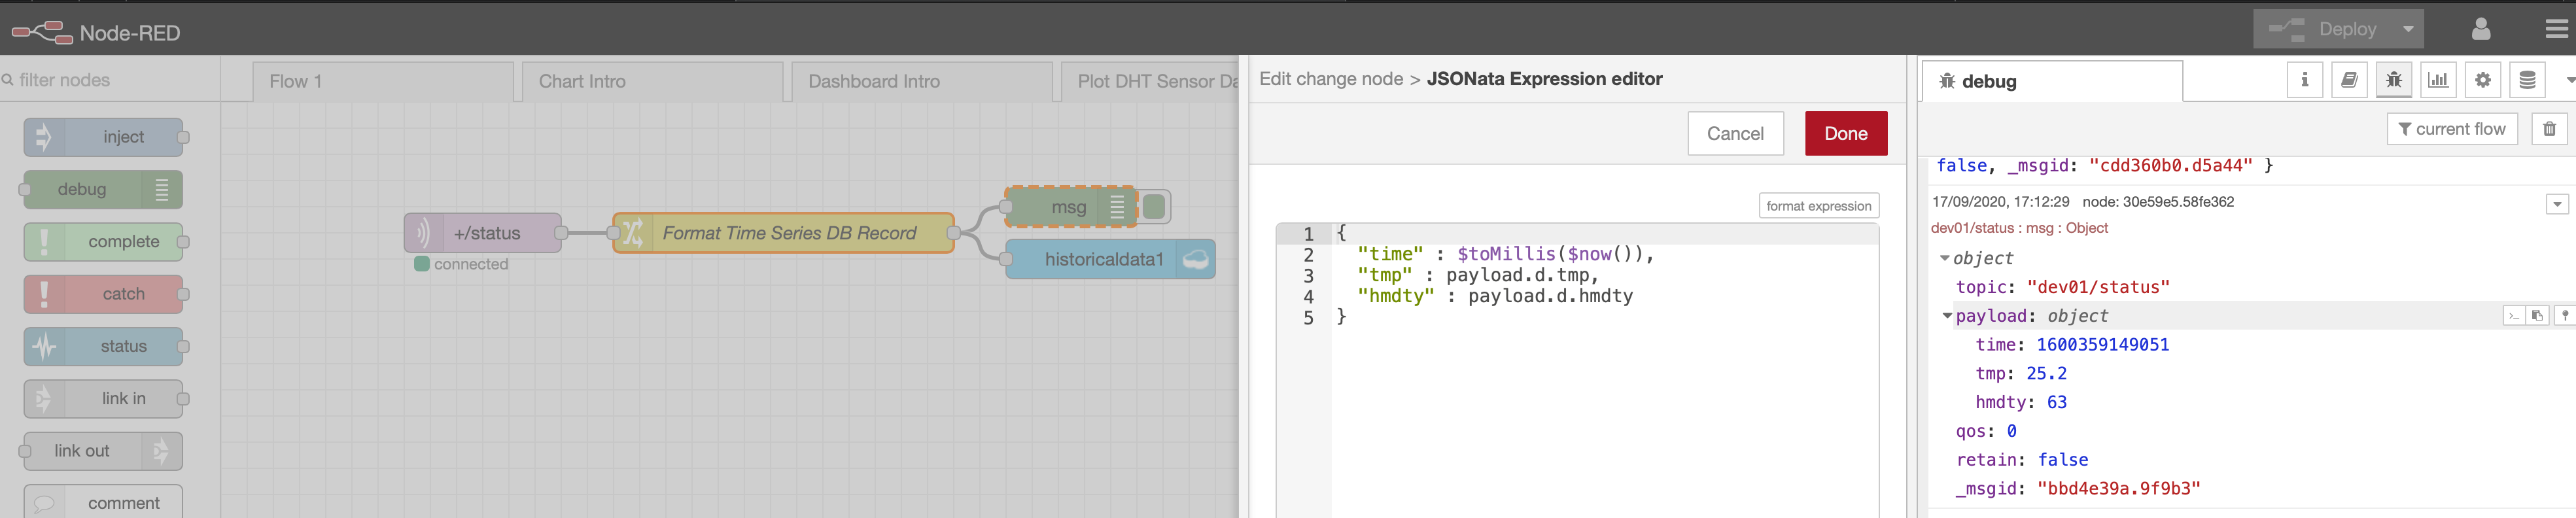 Node-RED
Deploy
filter nodes
Flow 1
Chart Intro
Dashboard Intro
Plot DHT Sensor Da
inject
debug
complete
catch
status
link in
link out
comment
+/status
connected
Format Time Series DB Record
msg
historicaldata1
Edit change node > JSONata Expression editor
Cancel
Done
format expression
1 {
2 "time" : $toMillis($now()),
3 "tmp" : payload.d.tmp,
4 "hmdty" : payload.d.hmdty
5 }
debug
current flow
false, _msgid: "cdd360b0.d5a44" }
17/09/2020, 17:12:29 node: 30e59e5.58fe362
dev01/status : msg : Object
object
topic: "dev01/status"
payload: object
time: 1600359149051
tmp: 25.2
hmdty: 63
qos: 0
retain: false
_msgid: "bbd4e39a.9f9b3"